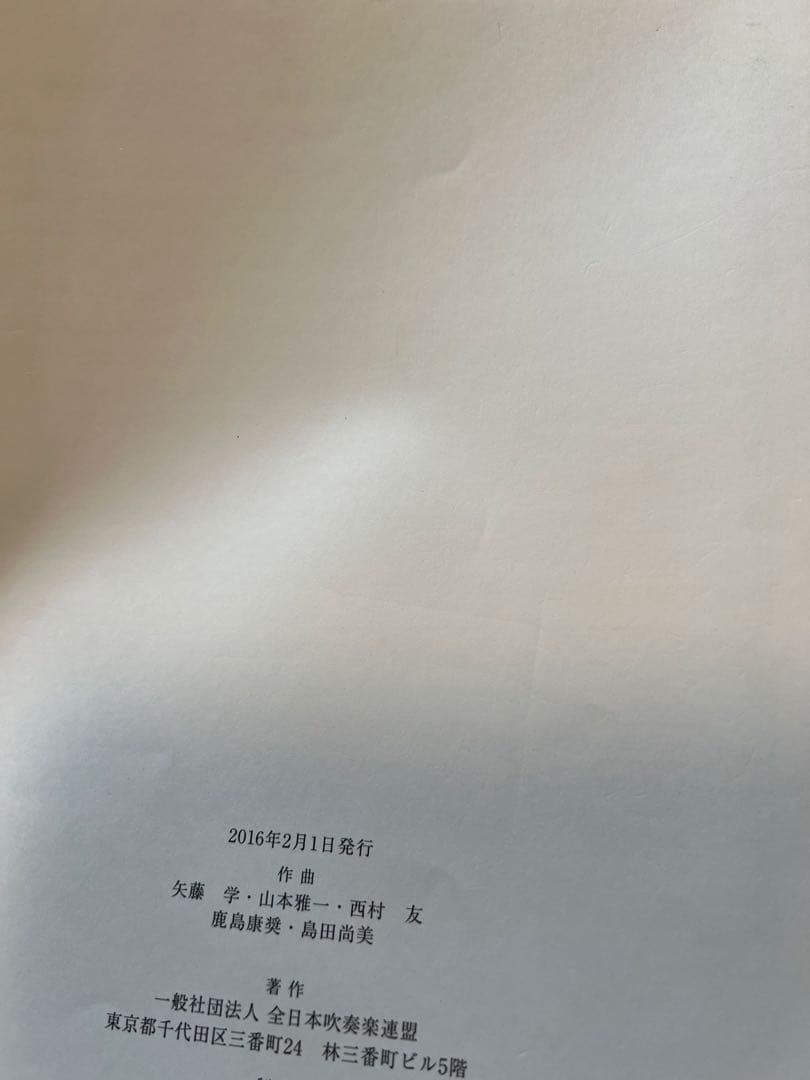 2016年2月1日発行
作曲
矢藤　学・山本雅一・西村　友
鹿島康奨・島田尚美
著作
一般社団法人 全日本吹奏楽連盟
東京都千代田区三番町24　林三番町ビル5階